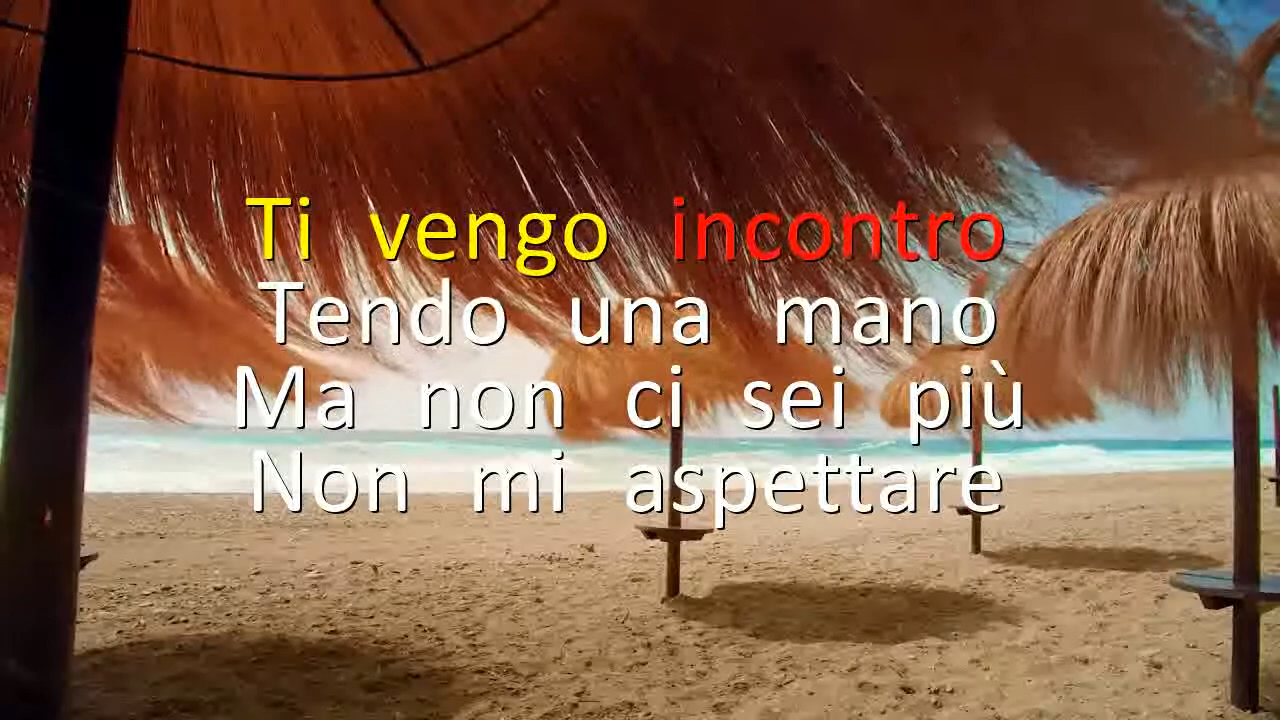 Ti vengo incontro
Tendo una mano
Ma non ci sei più
Non mi aspettare